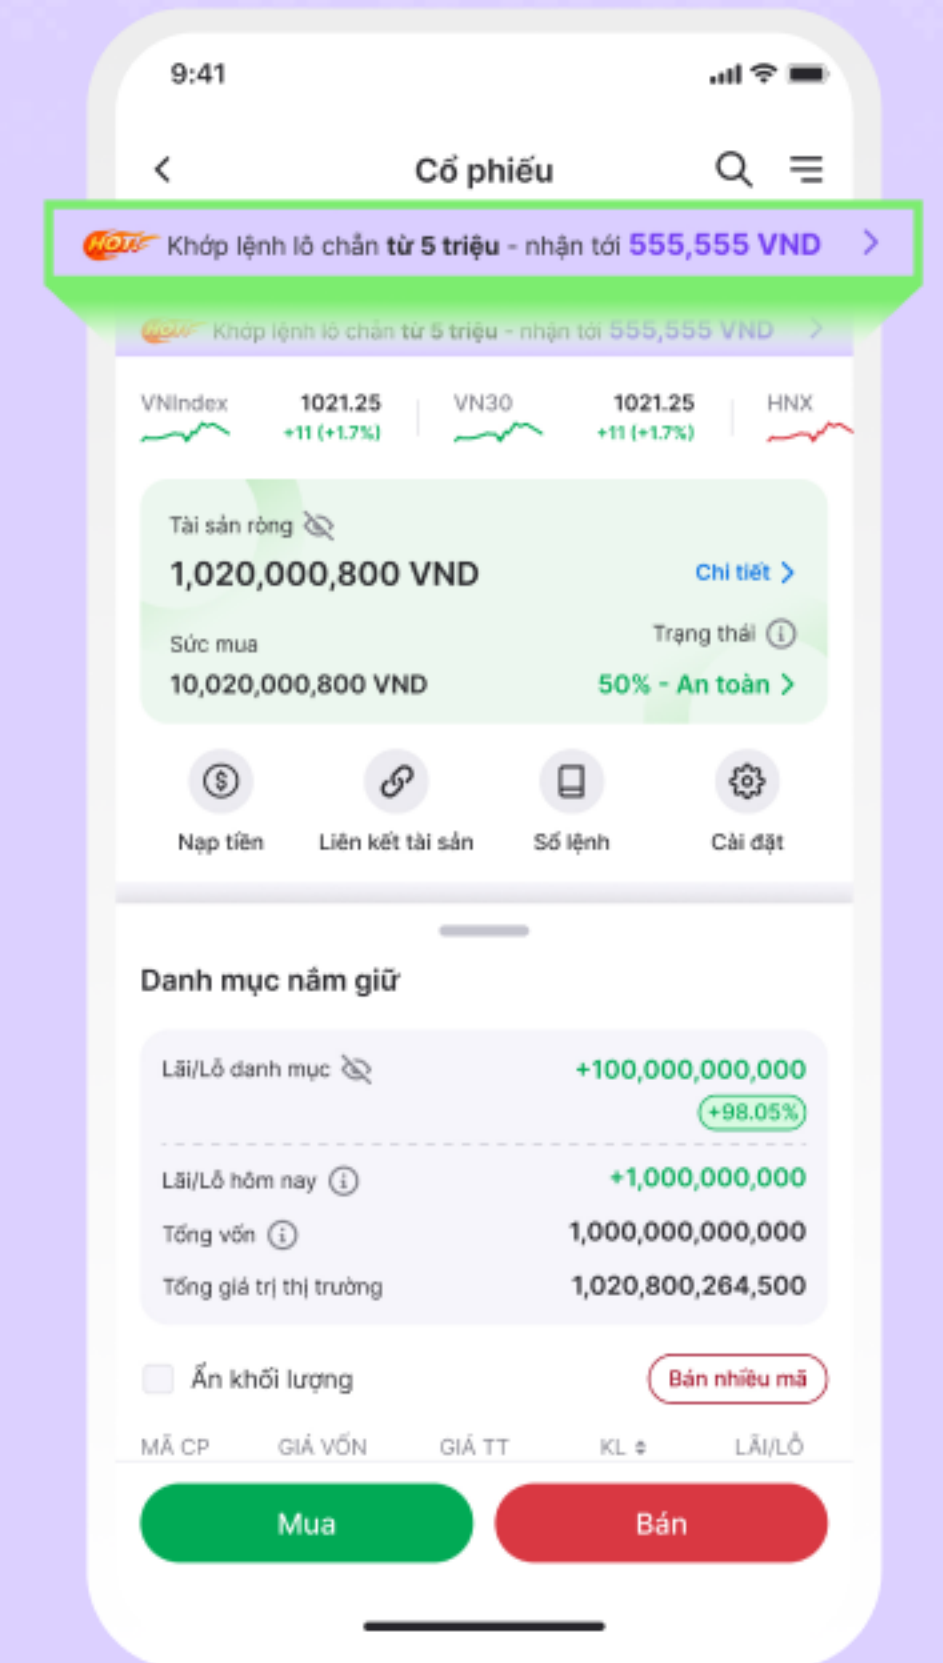 9:41
Cổ phiếu
HOT Khớp lệnh lô chẵn từ 5 triệu - nhận tới 555,555 VND
HOT Khớp lệnh lô chẵn từ 5 triệu - nhận tới 555,555 VND
VNIndex 1021.25 VN30 1021.25 HNX
+11 (+1.7%) +11 (+1.7%)
Tài sản ròng
1,020,000,800 VND Chi tiết
Sức mua Trạng thái
10,020,000,800 VND 50% - An toàn
Nạp tiền Liên kết tài sản Sổ lệnh Cài đặt
Danh mục nắm giữ
Lãi/Lỗ danh mục +100,000,000,000
+98.05%
Lãi/Lỗ hôm nay +1,000,000,000
Tổng vốn 1,000,000,000,000
Tổng giá trị thị trường 1,020,800,264,500
Ẩn khối lượng Bán nhiều mã
MÃ CP GIÁ VỐN GIÁ TT KL LÃI/LỖ
Mua Bán